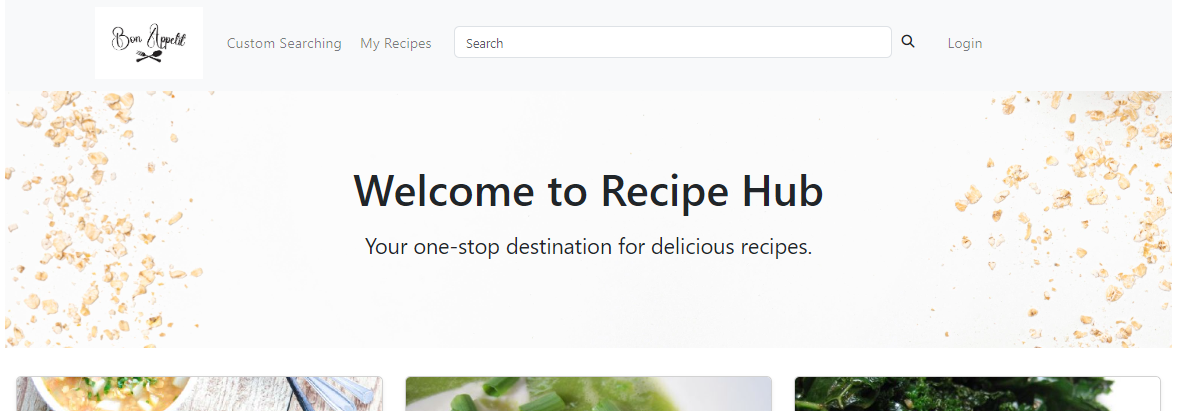 Bon Appetit
Custom Searching
My Recipes
Search
Login
Welcome to Recipe Hub
Your one-stop destination for delicious recipes.